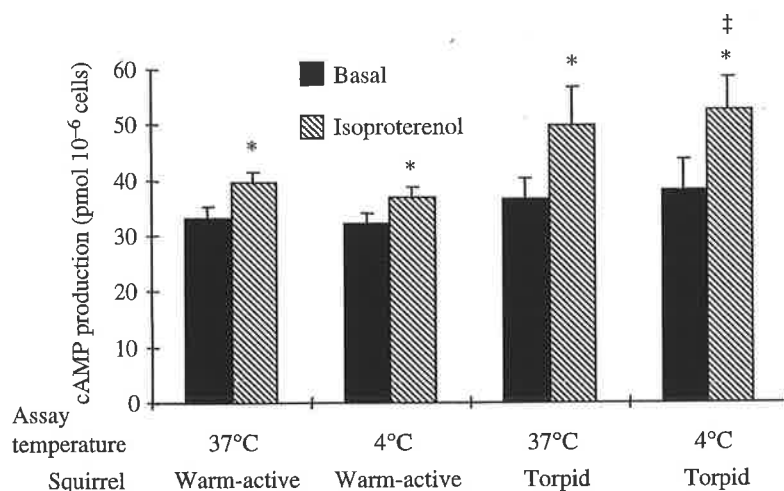 ‡
60
Basal
*
*
50
Isoproterenol
*
*
40
30
20
10
0
cAMP production (pmol 10⁻⁶ cells)
Assay
temperature
37°C
4°C
37°C
4°C
Squirrel
Warm-active
Warm-active
Torpid
Torpid